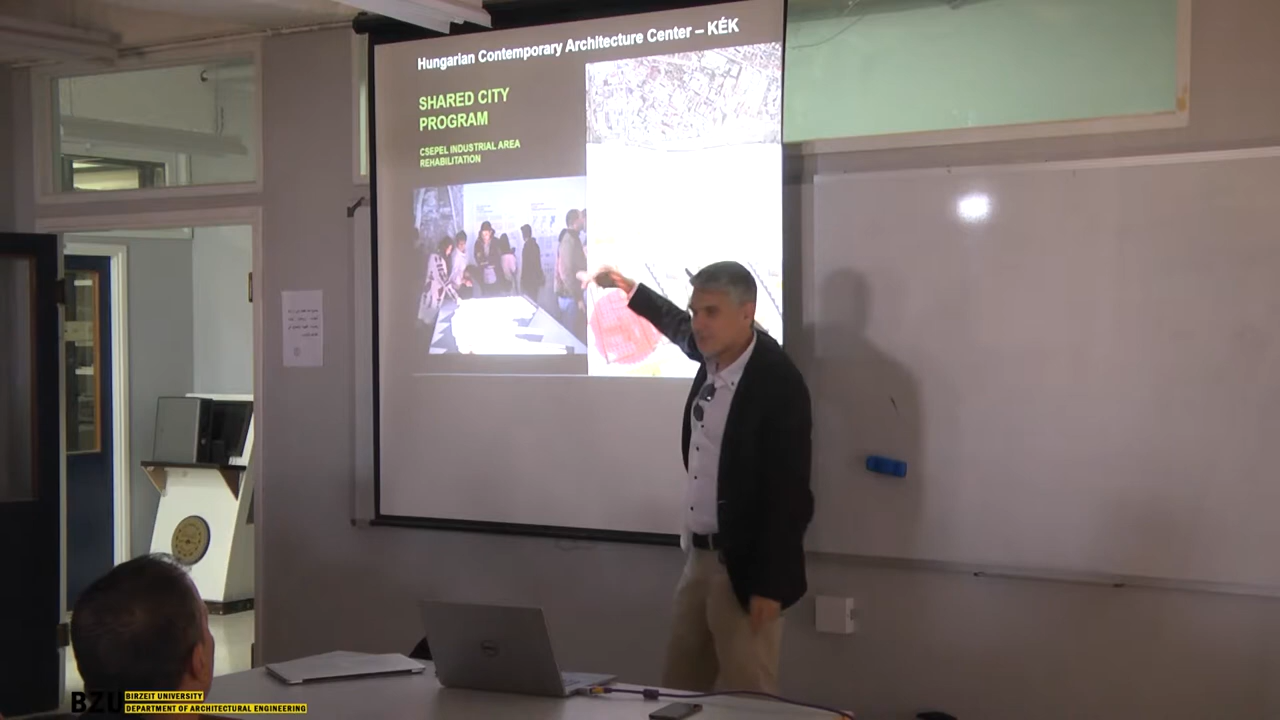 Hungarian Contemporary Architecture Center – KÉK
SHARED CITY
PROGRAM
CSEPEL INDUSTRIAL AREA
REHABILITATION
DELL
BZU
BIRZEIT UNIVERSITY
DEPARTMENT OF ARCHITECTURAL ENGINEERING